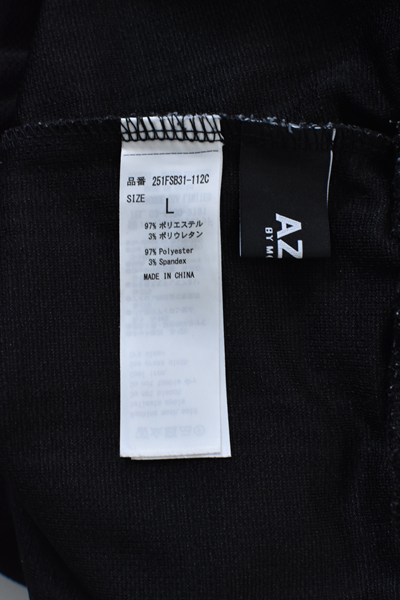 品番 251FSB31-112C
SIZE
L
97% ポリエステル
3% ポリウレタン
97% Polyester
3% Spandex
MADE IN CHINA
AZ
BY